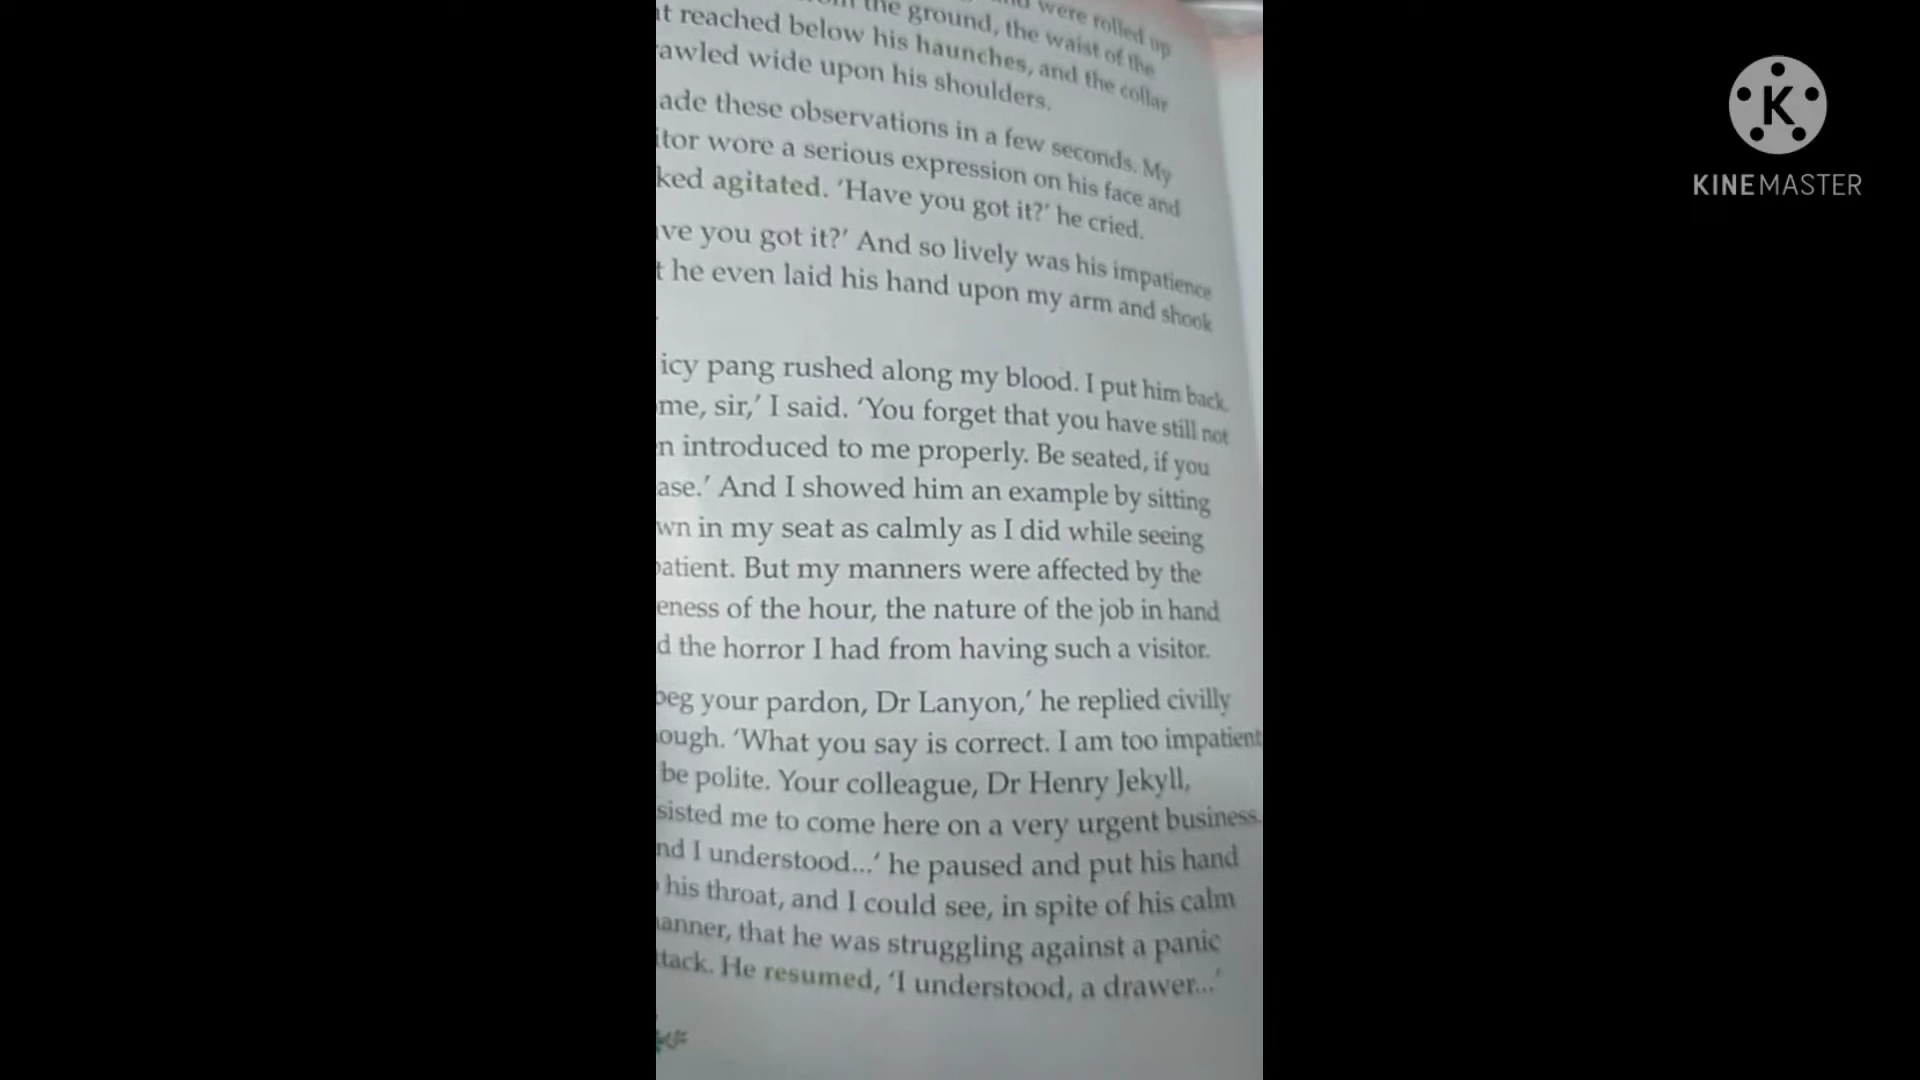 were rolled up
the ground, the waist of the
reached below his haunches, and the collar
awled wide upon his shoulders.
ade these observations in a few seconds. My
itor wore a serious expression on his face and
ked agitated. 'Have you got it?' he cried.
ve you got it?' And so lively was his impatience
t he even laid his hand upon my arm and shook
icy pang rushed along my blood. I put him back.
me, sir,' I said. 'You forget that you have still not
n introduced to me properly. Be seated, if you
ase.' And I showed him an example by sitting
wn in my seat as calmly as I did while seeing
atient. But my manners were affected by the
eness of the hour, the nature of the job in hand
d the horror I had from having such a visitor.
beg your pardon, Dr Lanyon,' he replied civilly
ough. 'What you say is correct. I am too impatient
be polite. Your colleague, Dr Henry Jekyll,
sisted me to come here on a very urgent business.
nd I understood...' he paused and put his hand
his throat, and I could see, in spite of his calm
anner, that he was struggling against a panic
ttack. He resumed, 'I understood, a drawer...'
K
KINEMASTER